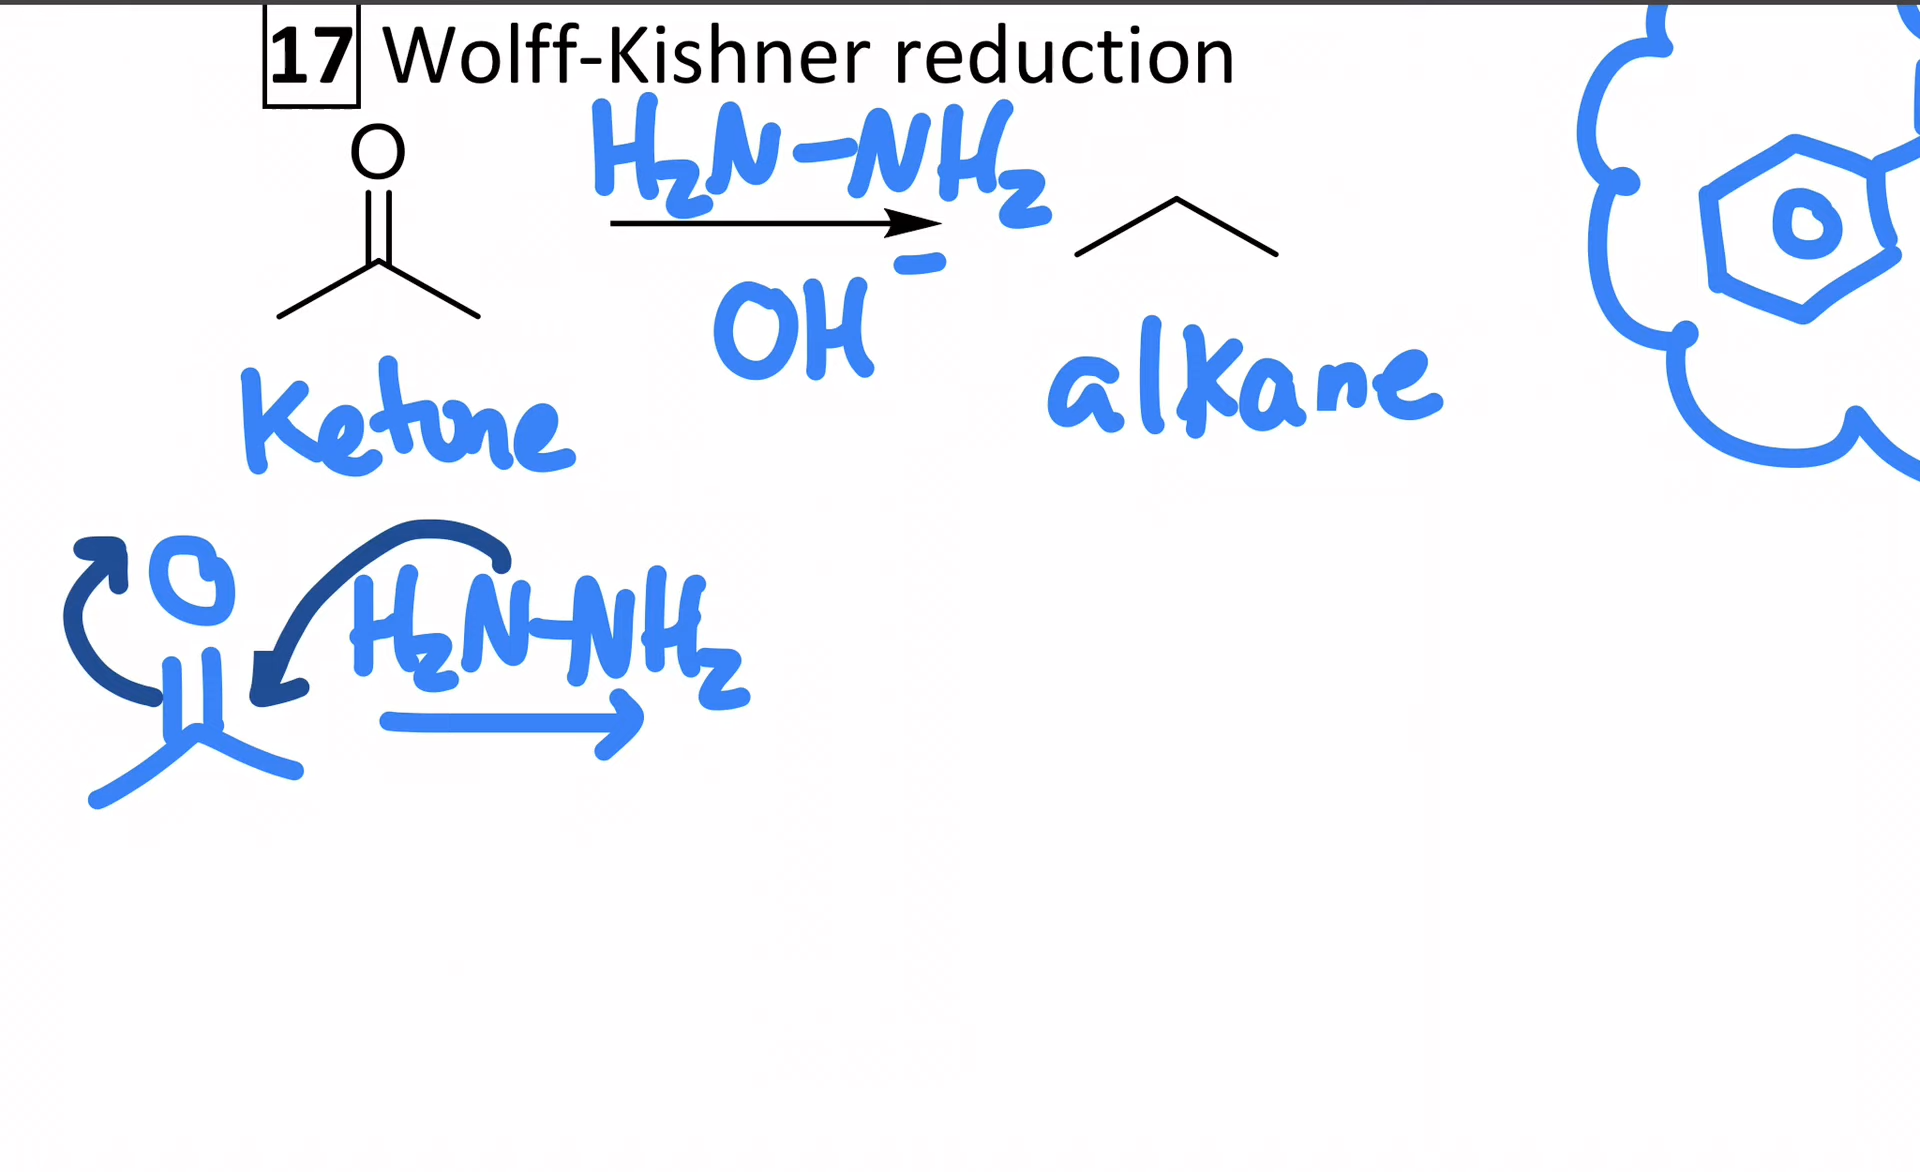 17 Wolff-Kishner reduction
O
H₂N-NH₂
OH⁻
Ketone
alkane
O
H₂N-NH₂